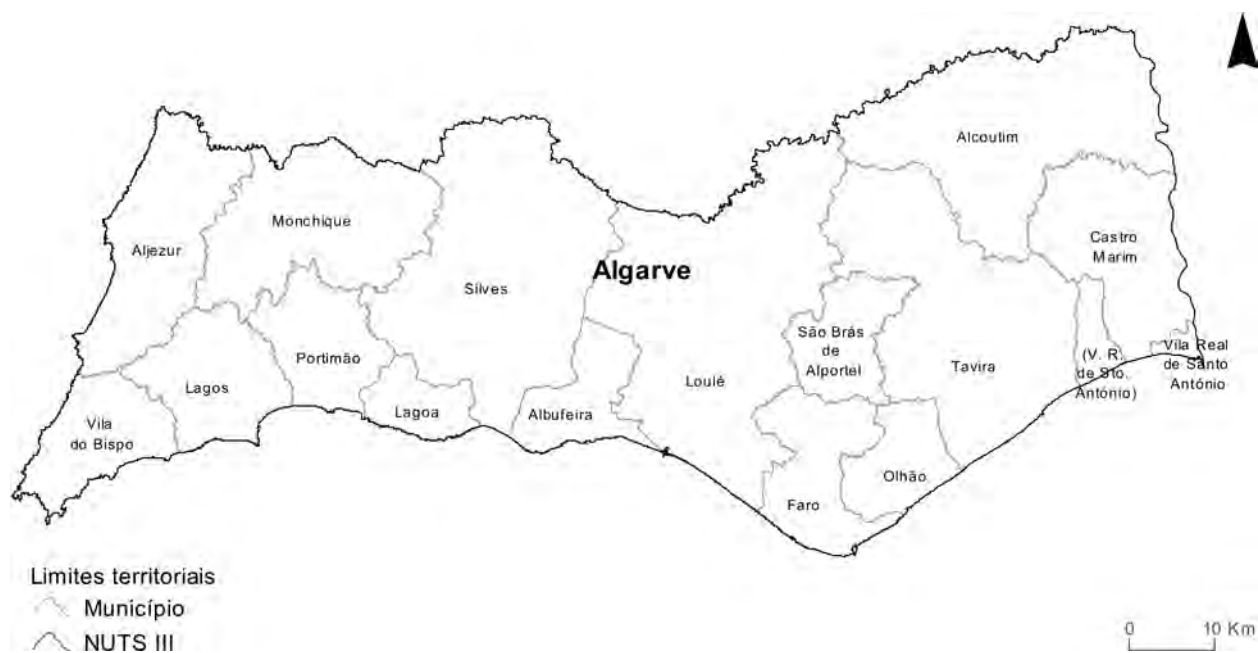 Alcoutim
Monchique
Aljezur
Castro
Marim
Algarve
Silves
São Brás
de
Alportel
Vila Real
de Santo
António
(V. R.
de Sto.
António)
Portimão
Tavira
Loulé
Lagos
Lagoa
Albufeira
Vila
do Bispo
Olhão
Faro
Limites territoriais
Município
NUTS III
0 10 Km